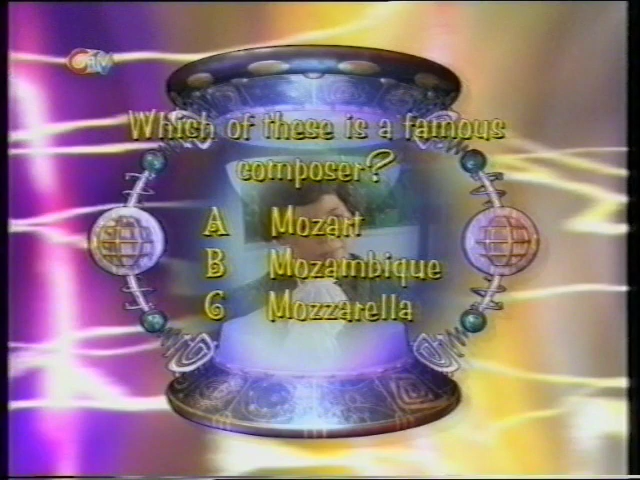 CiTV
Which of these is a famous
composer?
A Mozart
B Mozambique
C Mozzarella